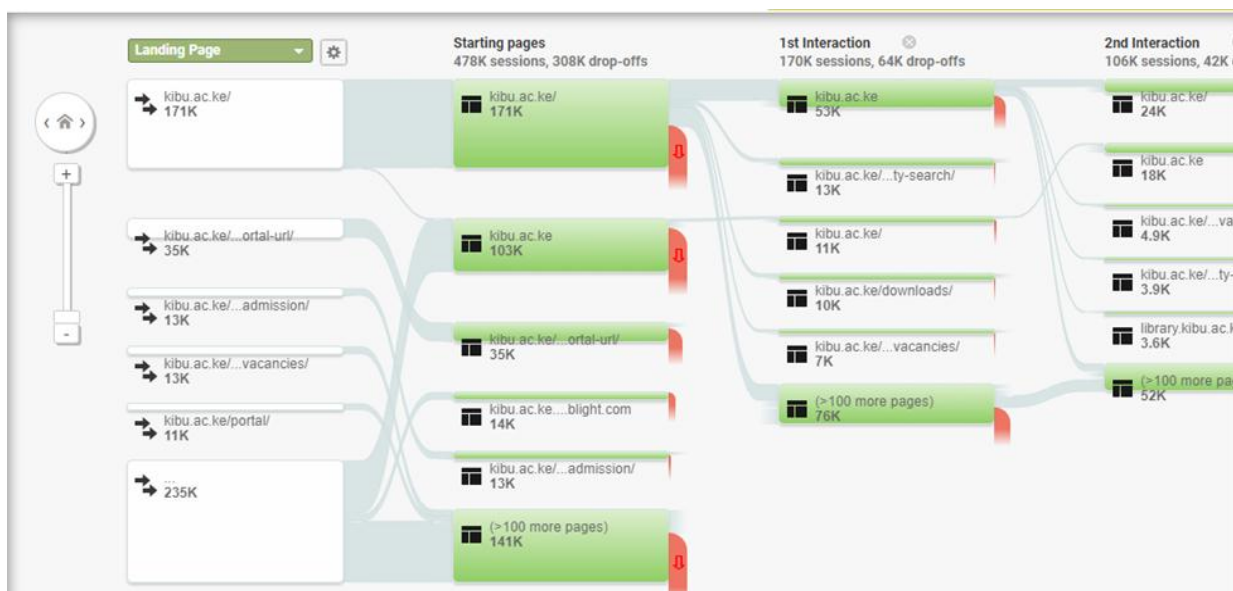 Landing Page
kibu.ac.ke/
171K
kibu.ac.ke/...ortal-url/
35K
kibu.ac.ke/...admission/
13K
kibu.ac.ke/...vacancies/
13K
kibu.ac.ke/portal/
11K
...
235K
Starting pages
478K sessions, 308K drop-offs
kibu.ac.ke/
171K
kibu.ac.ke
103K
kibu.ac.ke/...ortal-url/
35K
kibu.ac.ke....blight.com
14K
kibu.ac.ke/...admission/
13K
(>100 more pages)
141K
1st Interaction
170K sessions, 64K drop-offs
kibu.ac.ke
53K
kibu.ac.ke/...ty-search/
13K
kibu.ac.ke/
11K
kibu.ac.ke/downloads/
10K
kibu.ac.ke/...vacancies/
7K
(>100 more pages)
76K
2nd Interaction
106K sessions, 42K
kibu.ac.ke/
24K
kibu.ac.ke
18K
kibu.ac.ke/...va
4.9K
kibu.ac.ke/...ty-
3.9K
library.kibu.ac.k
3.6K
(>100 more pa
52K